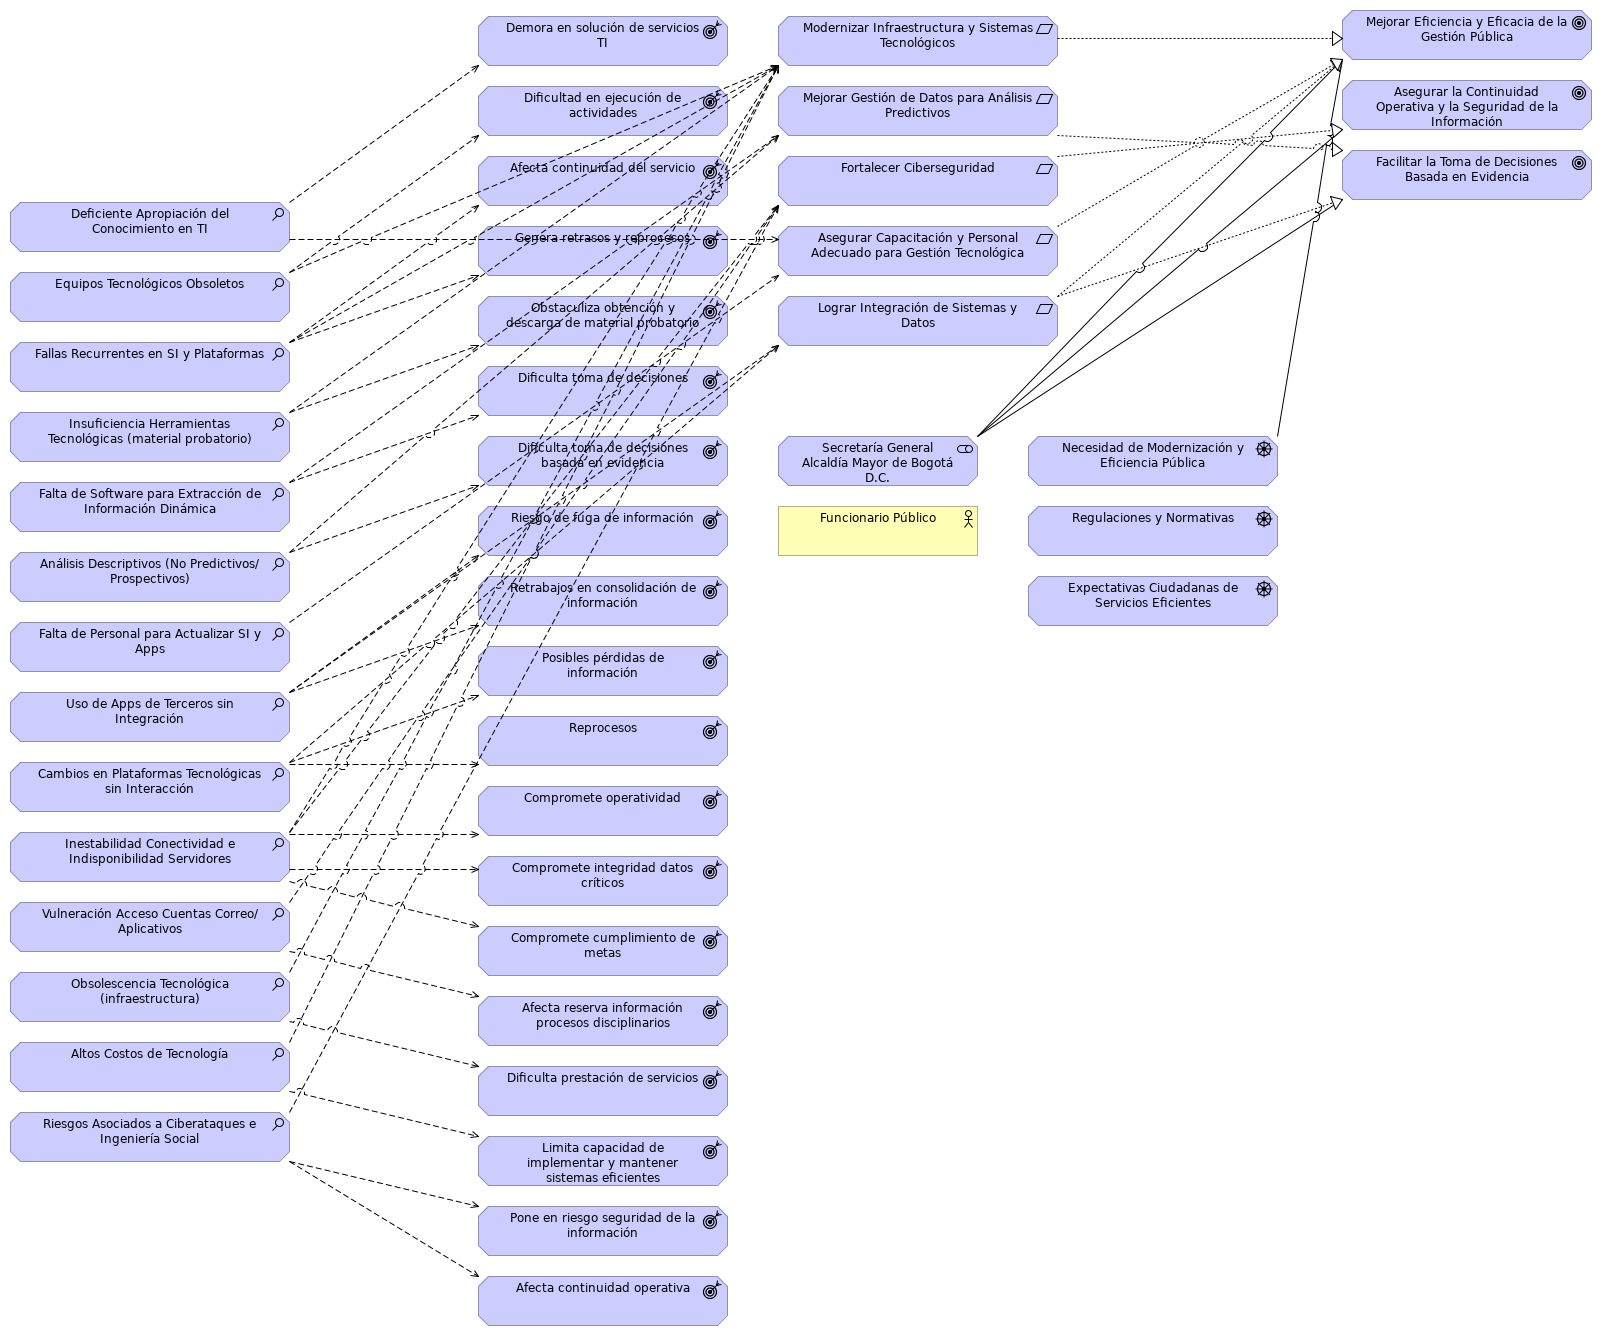 Deficiente Apropiación del
Conocimiento en TI
Equipos Tecnológicos Obsoletos
Fallas Recurrentes en SI y Plataformas
Insuficiencia Herramientas
Tecnológicas (material probatorio)
Falta de Software para Extracción de
Información Dinámica
Análisis Descriptivos (No Predictivos/
Prospectivos)
Falta de Personal para Actualizar SI y
Apps
Uso de Apps de Terceros sin
Integración
Cambios en Plataformas Tecnológicas
sin Interacción
Inestabilidad Conectividad e
Indisponibilidad Servidores
Vulneración Acceso Cuentas Correo/
Aplicativos
Obsolescencia Tecnológica
(infraestructura)
Altos Costos de Tecnología
Riesgos Asociados a Ciberataques e
Ingeniería Social
Demora en solución de servicios
TI
Dificultad en ejecución de
actividades
Afecta continuidad del servicio
Genera retrasos y reprocesos
Obstaculiza obtención y
descarga de material probatorio
Dificulta toma de decisiones
Dificulta toma de decisiones
basada en evidencia
Riesgo de fuga de información
Retrabajos en consolidación de
información
Posibles pérdidas de
información
Reprocesos
Compromete operatividad
Compromete integridad datos
críticos
Compromete cumplimiento de
metas
Afecta reserva información
procesos disciplinarios
Dificulta prestación de servicios
Limita capacidad de
implementar y mantener
sistemas eficientes
Pone en riesgo seguridad de la
información
Afecta continuidad operativa
Modernizar Infraestructura y Sistemas
Tecnológicos
Mejorar Gestión de Datos para Análisis
Predictivos
Fortalecer Ciberseguridad
Asegurar Capacitación y Personal
Adecuado para Gestión Tecnológica
Lograr Integración de Sistemas y
Datos
Secretaría General
Alcaldía Mayor de Bogotá
D.C.
Funcionario Público
Necesidad de Modernización y
Eficiencia Pública
Regulaciones y Normativas
Expectativas Ciudadanas de
Servicios Eficientes
Mejorar Eficiencia y Eficacia de la
Gestión Pública
Asegurar la Continuidad
Operativa y la Seguridad de la
Información
Facilitar la Toma de Decisiones
Basada en Evidencia